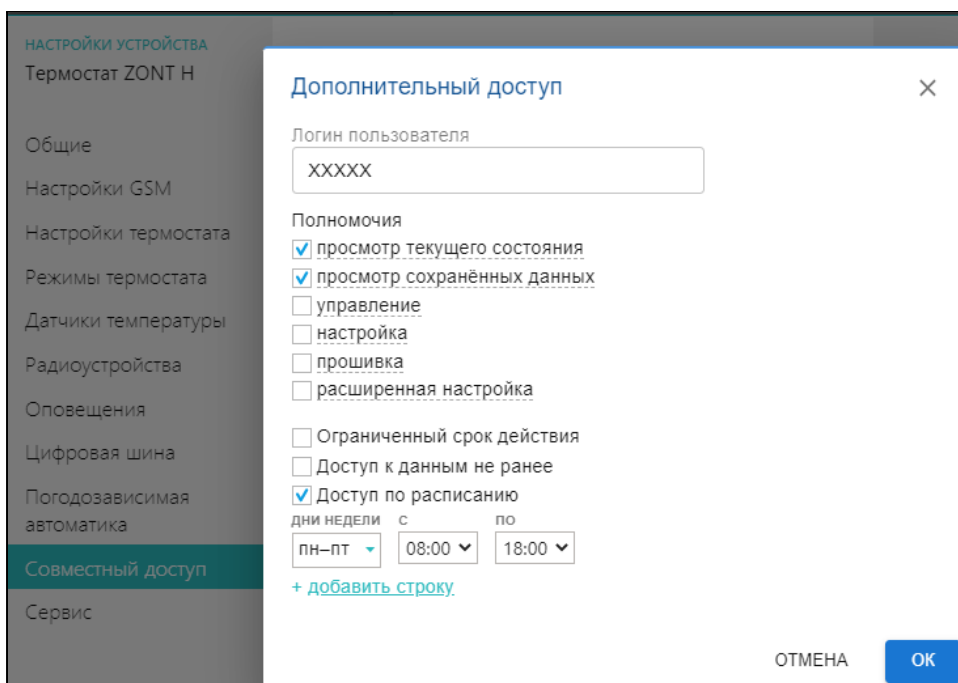 НАСТРОЙКИ УСТРОЙСТВА
Термостат ZONT H
Общие
Настройки GSM
Настройки термостата
Режимы термостата
Датчики температуры
Радиоустройства
Оповещения
Цифровая шина
Погодозависимая
автоматика
Совместный доступ
Сервис
Дополнительный доступ
Логин пользователя
XXXXX
Полномочия
просмотр текущего состояния
просмотр сохранённых данных
управление
настройка
прошивка
расширенная настройка
Ограниченный срок действия
Доступ к данным не ранее
Доступ по расписанию
ДНИ НЕДЕЛИ С ПО
пн–пт 08:00 18:00
+ добавить строку
ОТМЕНА ОК